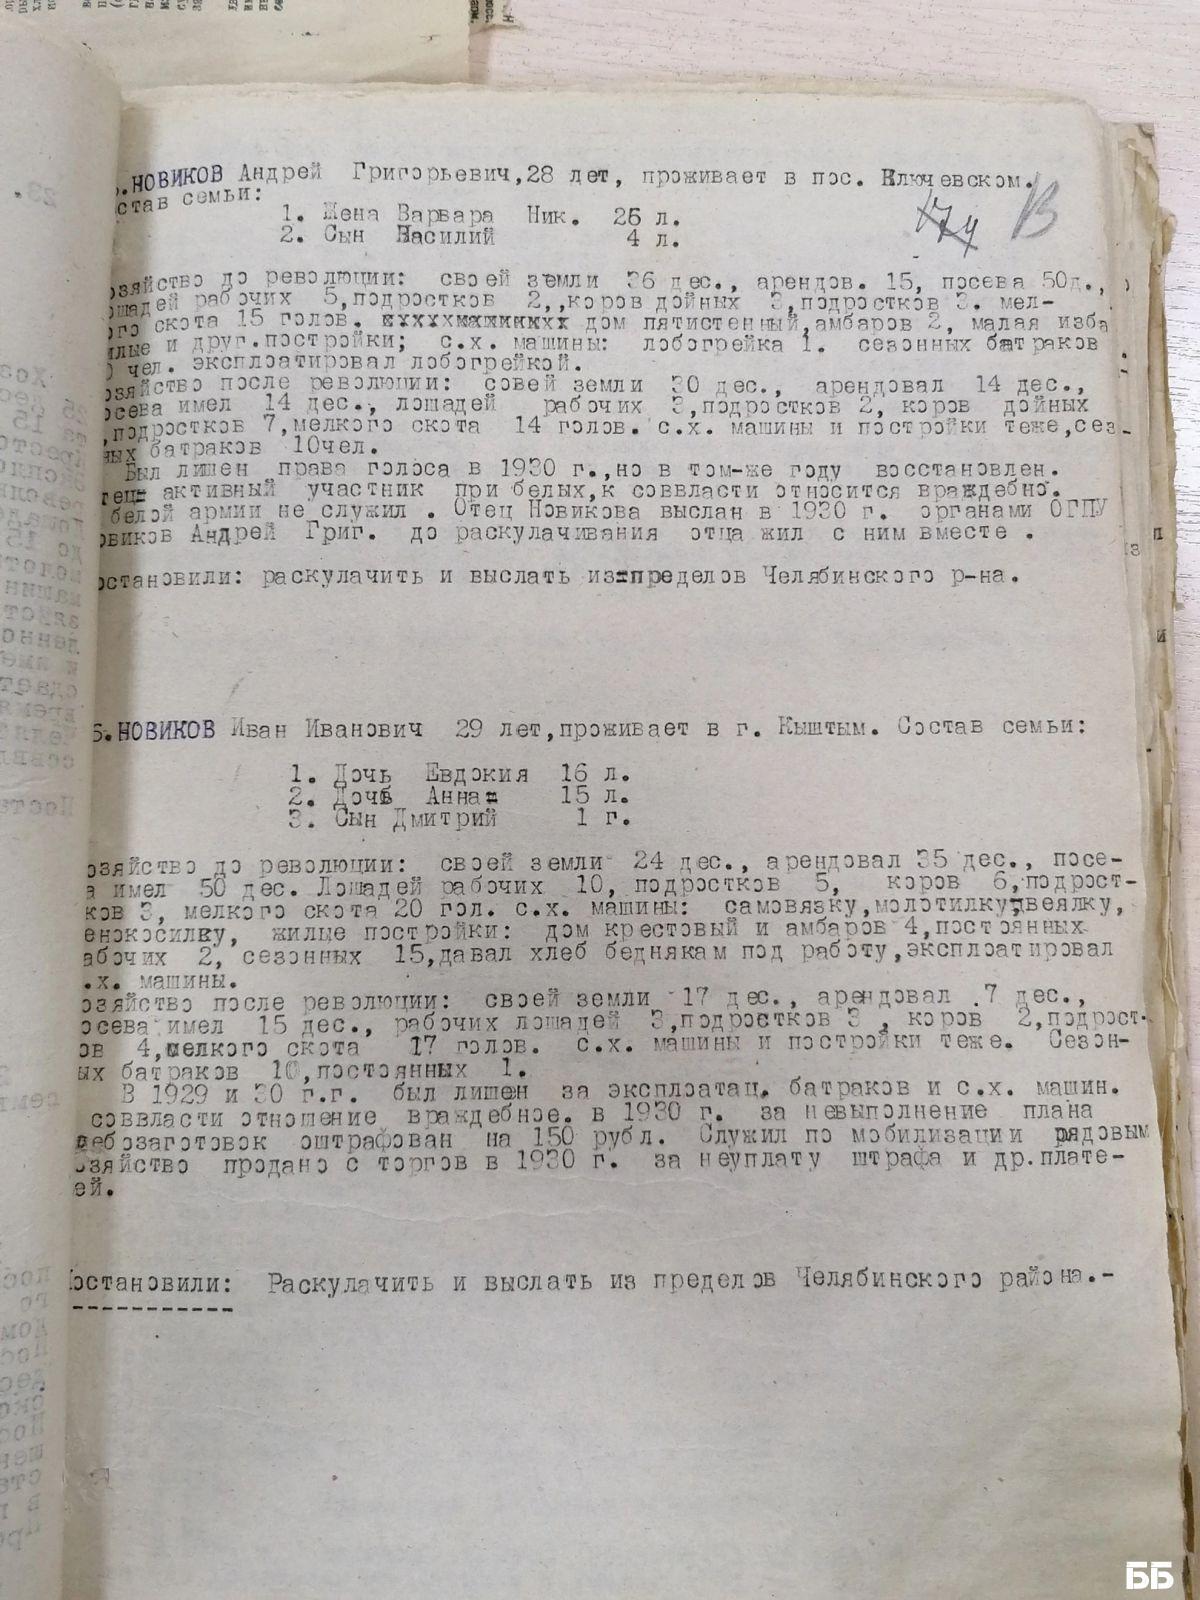 .НОВИКОВ Андрей Григорьевич,28 лет, проживает в пос. Ключевском.
став семьи:
1. Жена Варвара Ник. 26 л.
2. Сын Василий 4 л.
174 13
озяйство до революции: своей земли 36 дес., арендов. 15, посева 50д.,
ошадей рабочих 5,подростков 2,,коров дойных 3,подростков 3. мел-
ого скота 15 голов. дом пятистенный,амбаров 2, малая изба
илые и друг.постройки; с.х. машины: лобогрейка 1. сезонных батраков
0 чел. эксплоатировал лобогрейкой.
озяйство после революции: совей земли 30 дес., арендовал 14 дес.,
осева имел 14 дес., лошадей рабочих 3,подростков 2, коров дойных
,подростков 7,мелкого скота 14 голов. с.х. машины и постройки теже,сез-
ных батраков 10чел.
Был лишен права голоса в 1930 г.,но в том-же году восстановлен.
тец- активный участник при белых,к соввласти относится враждебно.
белой армии не служил . Отец Новикова выслан в 1930 г. органами ОГПУ
овиков Андрей Григ. до раскулачивания отца жил с ним вместе .
остановили: раскулачить и выслать из пределов Челябинского р-на.
6.НОВИКОВ Иван Иванович 29 лет,проживает в г. Кыштым. Состав семьи:
1. Дочь Евдокия 16 л.
2. Дочь Анна 15 л.
3. Сын Дмитрий 1 г.
озяйство до революции: своей земли 24 дес., арендовал 35 дес., посе-
а имел 50 дес. Лошадей рабочих 10, подростков 5, коров 6,подрост-
ков 3, мелкого скота 20 гол. с.х. машины: самовязку,молотилку,веялку,
енокосилку, жилые постройки: дом крестовый и амбаров 4,постоянных
абочих 2, сезонных 15,давал хлеб беднякам под работу,эксплоатировал
.х. машины.
озяйство после революции: своей земли 17 дес., арендовал 7 дес.,
осева имел 15 дес., рабочих лошадей 3,подростков 3 , коров 2,подрост-
ов 4,мелкого скота 17 голов. с.х. машины и постройки теже. Сезон-
ых батраков 10,постоянных 1.
В 1929 и 30 г.г. был лишен за эксплоатац. батраков и с.х. машин.
соввласти отношение враждебное. в 1930 г. за невыполнение плана
лебозаготовок оштрафован на 150 рубл. Служил по мобилизации рядовым
озяйство продано с торгов в 1930 г. за неуплату штрафа и др.плате-
ей.
остановили: Раскулачить и выслать из пределов Челябинского района.-
ББ